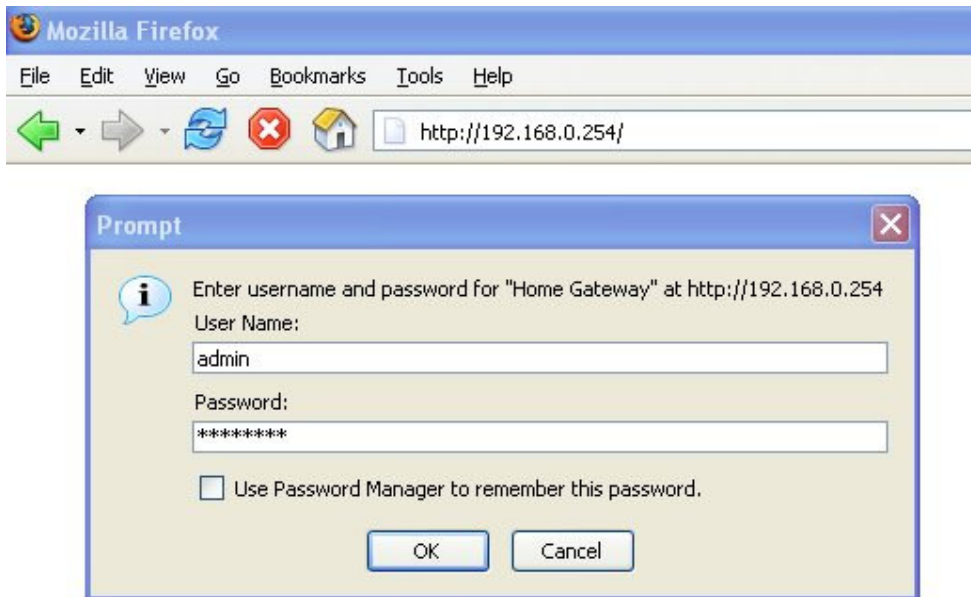 Mozilla Firefox
File Edit View Go Bookmarks Tools Help
http://192.168.0.254/
Prompt
Enter username and password for "Home Gateway" at http://192.168.0.254
User Name:
admin
Password:
********
Use Password Manager to remember this password.
OK Cancel